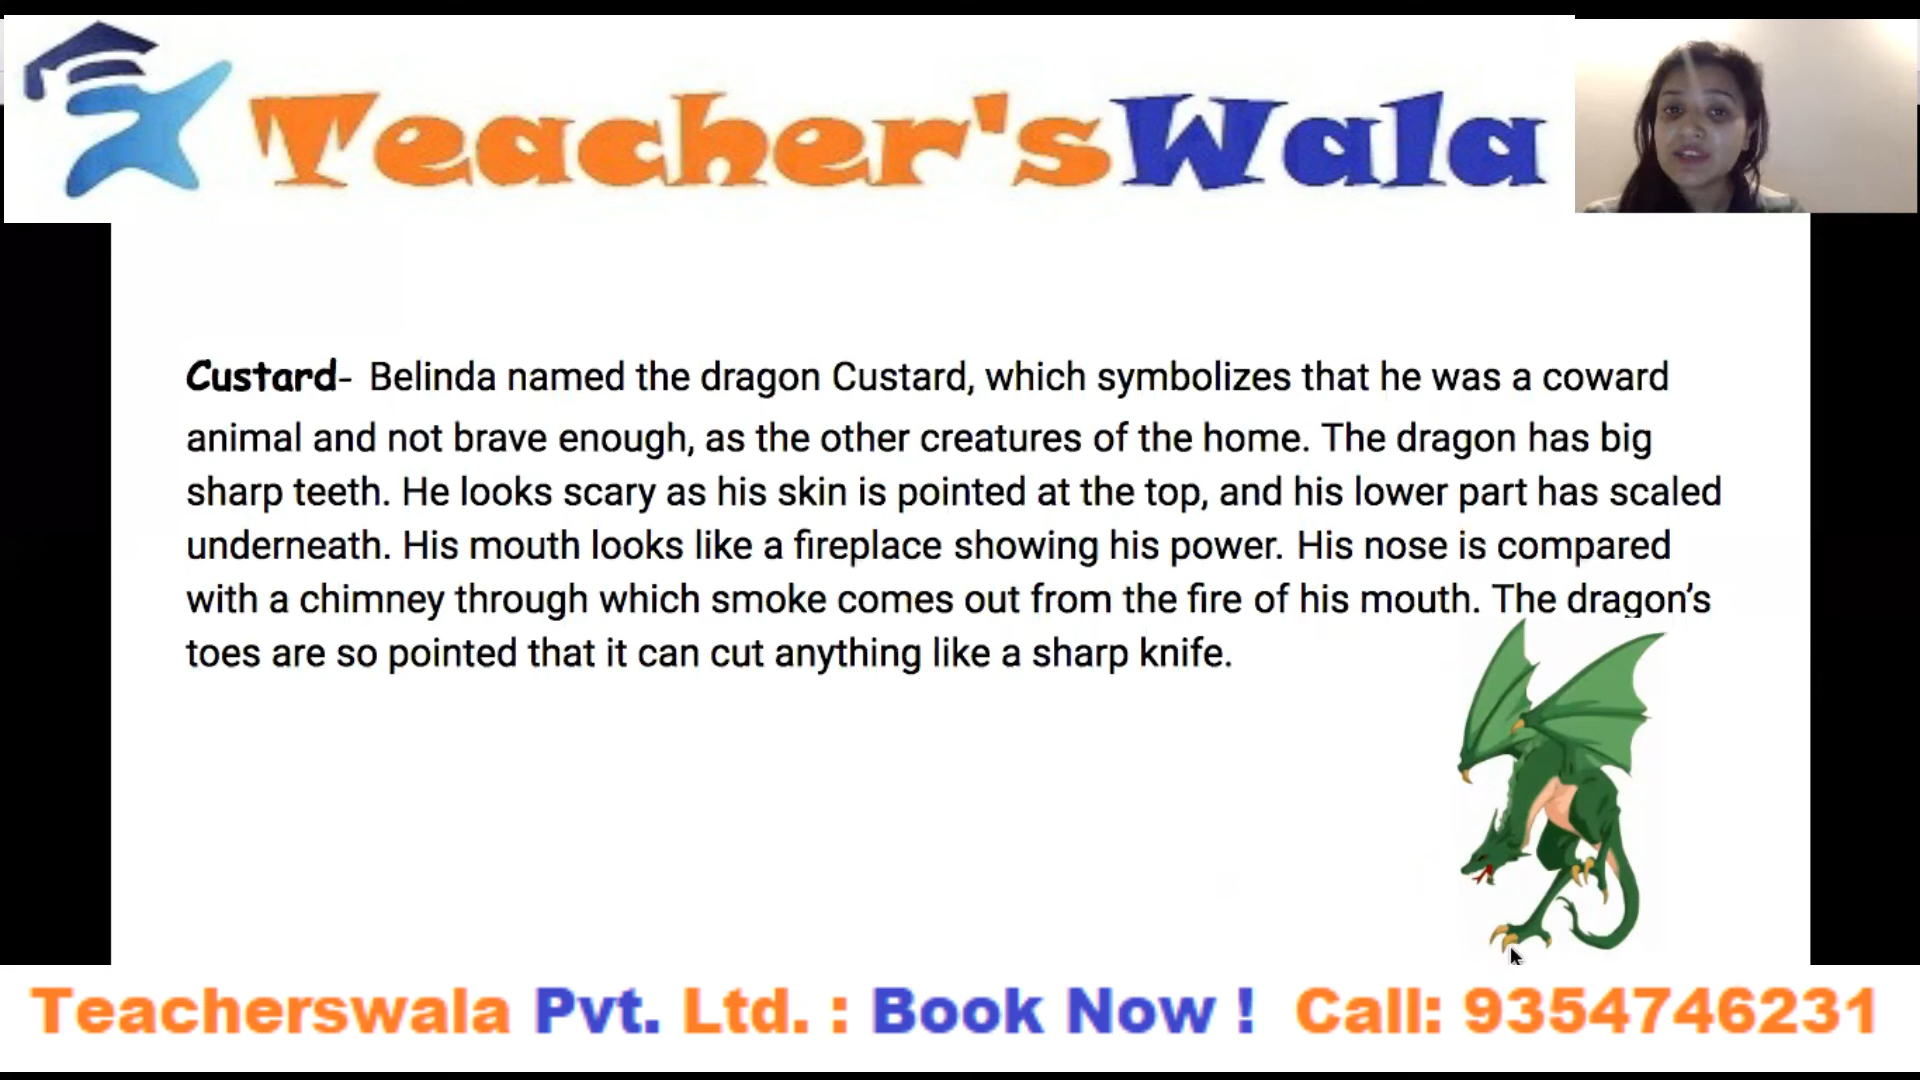 Teacher'sWala
Custard- Belinda named the dragon Custard, which symbolizes that he was a coward
animal and not brave enough, as the other creatures of the home. The dragon has big
sharp teeth. He looks scary as his skin is pointed at the top, and his lower part has scaled
underneath. His mouth looks like a fireplace showing his power. His nose is compared
with a chimney through which smoke comes out from the fire of his mouth. The dragon’s
toes are so pointed that it can cut anything like a sharp knife.
Teacherswala Pvt. Ltd. : Book Now ! Call: 9354746231